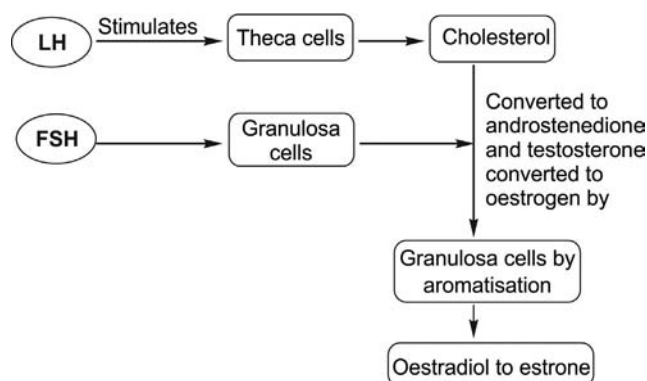 LH
Stimulates
Theca cells
Cholesterol
Converted to
androstenedione
and testosterone
converted to
oestrogen by
FSH
Granulosa
cells
Granulosa cells by
aromatisation
Oestradiol to estrone